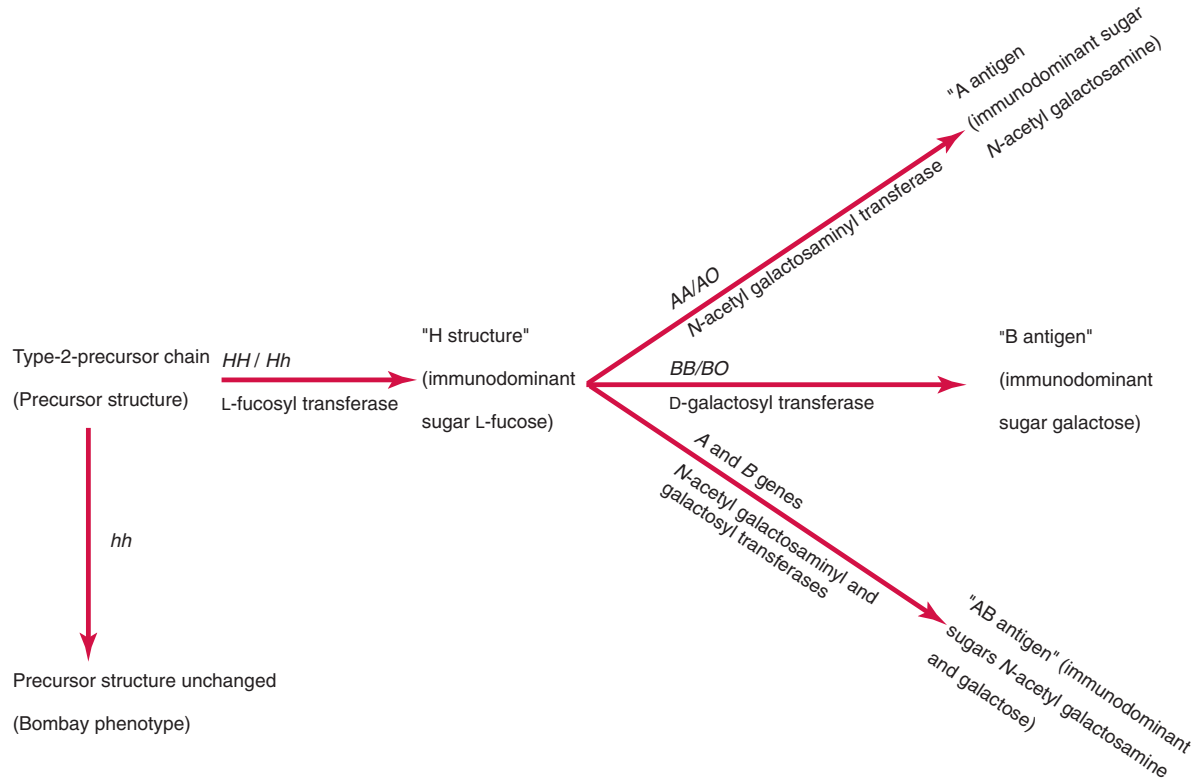 "A antigen
(immunodominant sugar
N-acetyl galactosamine)
AA/AO
N-acetyl galactosaminyl transferase
Type-2-precursor chain
(Precursor structure)
HH / Hh
L-fucosyl transferase
"H structure"
(immunodominant
sugar L-fucose)
BB/BO
D-galactosyl transferase
"B antigen"
(immunodominant
sugar galactose)
A and B genes
N-acetyl galactosaminyl and
galactosyl transferases
hh
"AB antigen" (immunodominant
sugars N-acetyl galactosamine
and galactose)
Precursor structure unchanged
(Bombay phenotype)